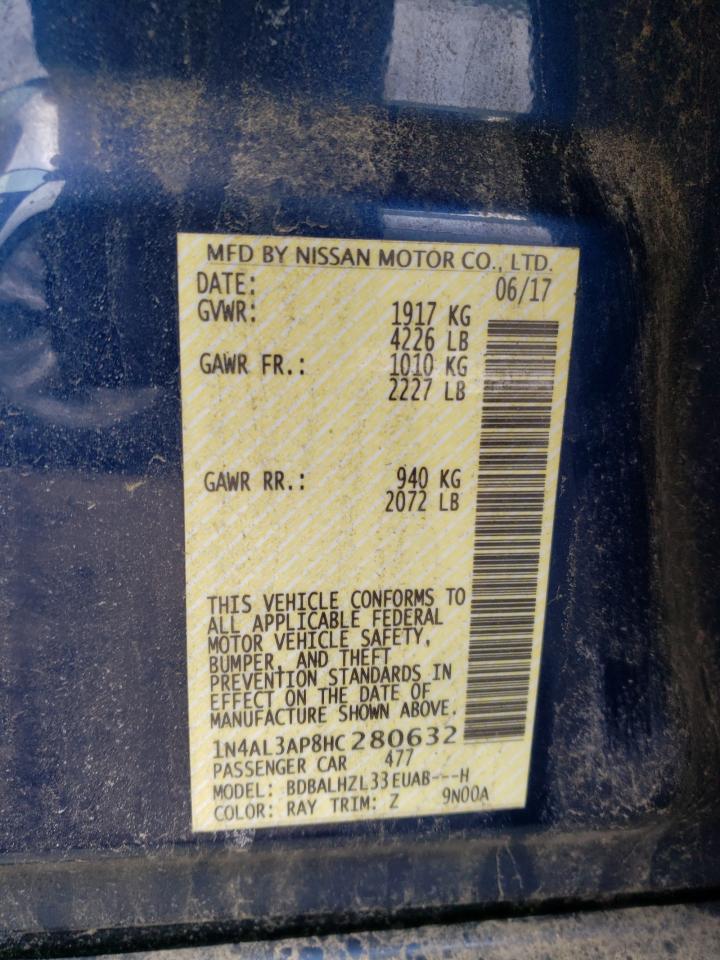 MFD BY NISSAN MOTOR CO., LTD.
DATE: 06/17
GVWR: 1917 KG
4226 LB
GAWR FR.: 1010 KG
2227 LB
GAWR RR.: 940 KG
2072 LB
THIS VEHICLE CONFORMS TO
ALL APPLICABLE FEDERAL
MOTOR VEHICLE SAFETY,
BUMPER, AND THEFT
PREVENTION STANDARDS IN
EFFECT ON THE DATE OF
MANUFACTURE SHOWN ABOVE.
1N4AL3AP8HC280632
PASSENGER CAR 477
MODEL: BDBALHZL33EUAB---H
COLOR: RAY TRIM: Z 9N00A